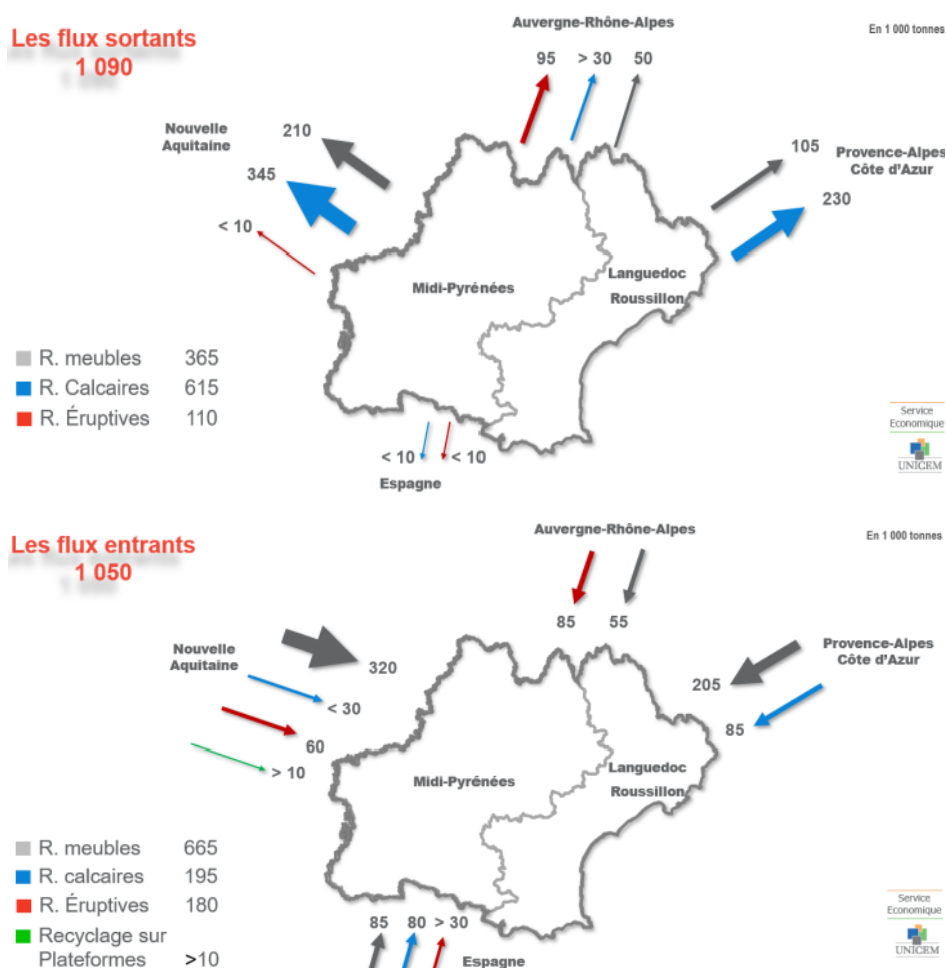 Auvergne-Rhône-Alpes
En 1 000 tonnes
Les flux sortants
1 090
95
> 30
50
Nouvelle
Aquitaine
210
345
< 10
105
Provence-Alpes
Côte d'Azur
230
Midi-Pyrénées
Languedoc
Roussillon
R. meubles 365
R. Calcaires 615
R. Éruptives 110
< 10
< 10
Espagne
Service
Economique
UNICEM
Auvergne-Rhône-Alpes
En 1 000 tonnes
Les flux entrants
1 050
85
55
Nouvelle
Aquitaine
320
< 30
60
> 10
Provence-Alpes
Côte d'Azur
205
85
Midi-Pyrénées
Languedoc
Roussillon
R. meubles 665
R. calcaires 195
R. Éruptives 180
Recyclage sur
Plateformes >10
85
80
> 30
Espagne
Service
Economique
UNICEM